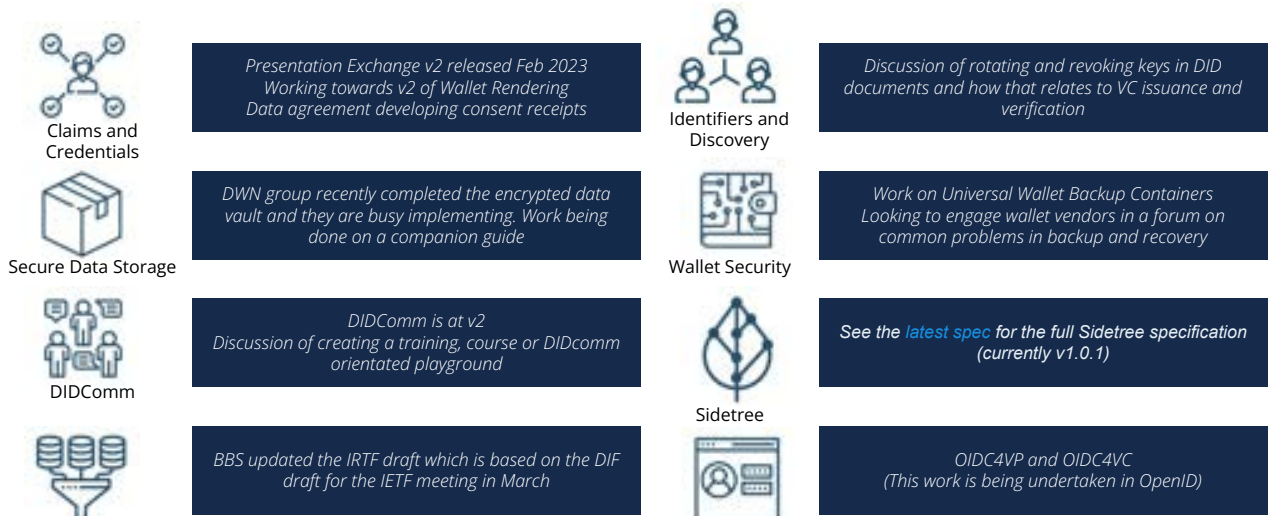 Presentation Exchange v2 released Feb 2023
Working towards v2 of Wallet Rendering
Data agreement developing consent receipts
Claims and
Credentials
Discussion of rotating and revoking keys in DID
documents and how that relates to VC issuance and
verification
Identifiers and
Discovery
DWN group recently completed the encrypted data
vault and they are busy implementing. Work being
done on a companion guide
Secure Data Storage
Work on Universal Wallet Backup Containers
Looking to engage wallet vendors in a forum on
common problems in backup and recovery
Wallet Security
DIDComm is at v2
Discussion of creating a training, course or DIDcomm
orientated playground
DIDComm
See the latest spec for the full Sidetree specification
(currently v1.0.1)
Sidetree
BBS updated the IRTF draft which is based on the DIF
draft for the IETF meeting in March
OIDC4VP and OIDC4VC
(This work is being undertaken in OpenID)